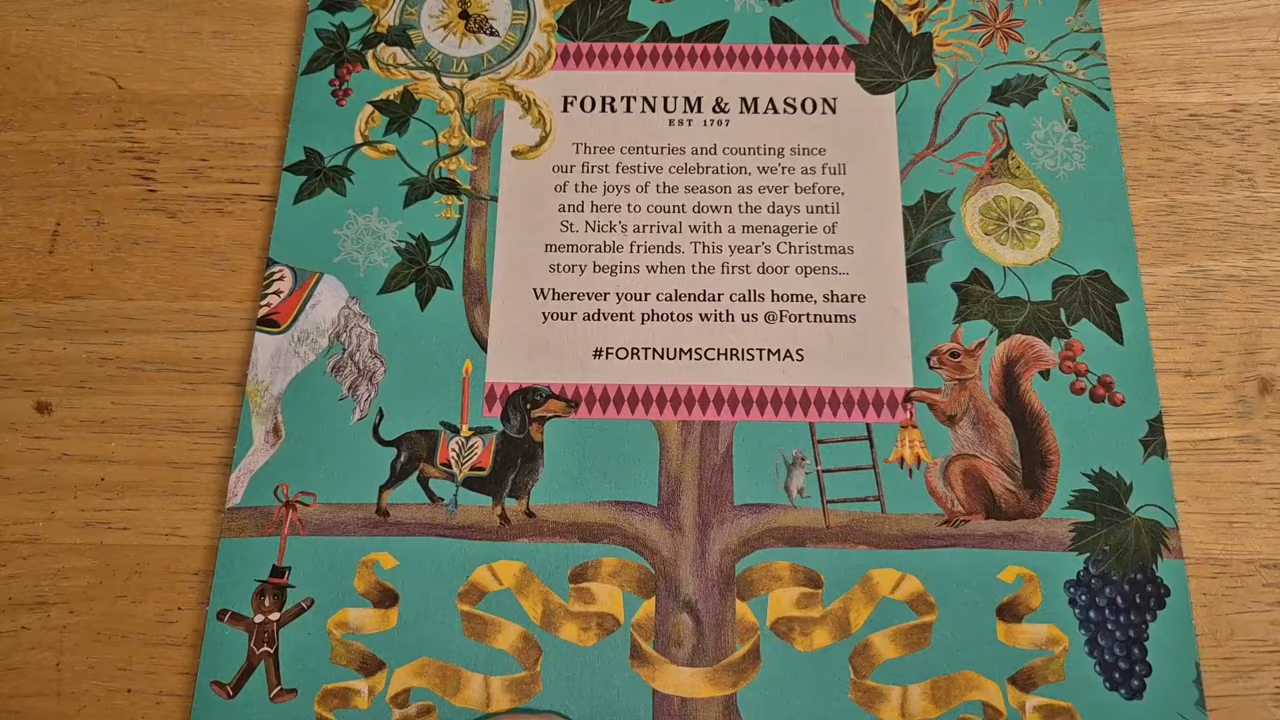 FORTNUM & MASON
EST 1707
Three centuries and counting since
our first festive celebration, we're as full
of the joys of the season as ever before,
and here to count down the days until
St. Nick's arrival with a menagerie of
memorable friends. This year's Christmas
story begins when the first door opens...
Wherever your calendar calls home, share
your advent photos with us @Fortnums
#FORTNUMSCHRISTMAS